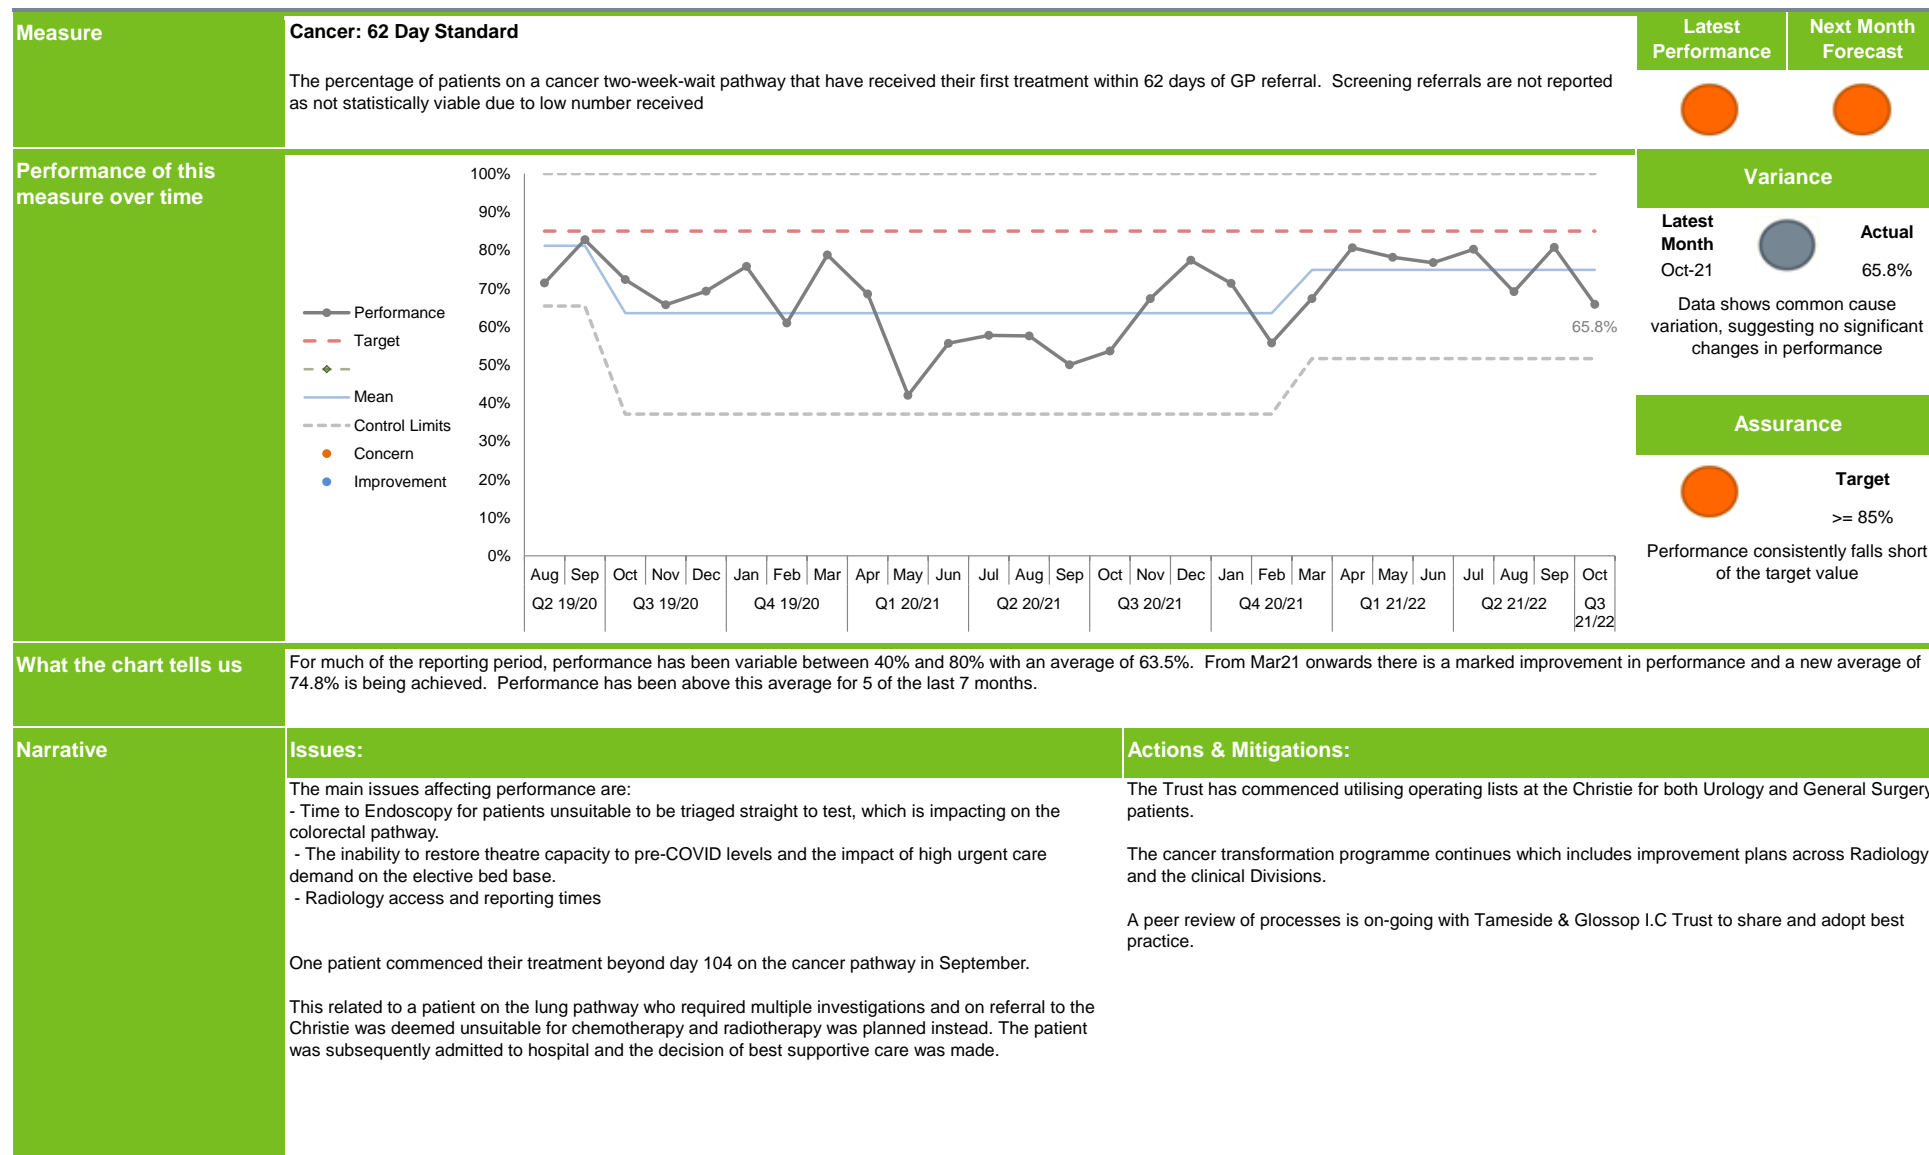 Measure
Cancer: 62 Day Standard
The percentage of patients on a cancer two-week-wait pathway that have received their first treatment within 62 days of GP referral.  Screening referrals are not reported
as not statistically viable due to low number received
Latest
Performance
Next Month
Forecast
Performance of this
measure over time
100%
90%
80%
70%
60%
50%
40%
30%
20%
10%
0%
Performance
Target
Mean
Control Limits
Concern
Improvement
65.8%
Aug Sep Oct Nov Dec Jan Feb Mar Apr May Jun Jul Aug Sep Oct Nov Dec Jan Feb Mar Apr May Jun Jul Aug Sep Oct
Q2 19/20 Q3 19/20 Q4 19/20 Q1 20/21 Q2 20/21 Q3 20/21 Q4 20/21 Q1 21/22 Q2 21/22 Q3
21/22
Variance
Latest
Month
Oct-21
Actual
65.8%
Data shows common cause
variation, suggesting no significant
changes in performance
Assurance
Target
>= 85%
Performance consistently falls short
of the target value
What the chart tells us
For much of the reporting period, performance has been variable between 40% and 80% with an average of 63.5%.  From Mar21 onwards there is a marked improvement in performance and a new average of
74.8% is being achieved.  Performance has been above this average for 5 of the last 7 months.
Narrative
Issues:
The main issues affecting performance are:
- Time to Endoscopy for patients unsuitable to be triaged straight to test, which is impacting on the
colorectal pathway.
- The inability to restore theatre capacity to pre-COVID levels and the impact of high urgent care
demand on the elective bed base.
- Radiology access and reporting times
One patient commenced their treatment beyond day 104 on the cancer pathway in September.
This related to a patient on the lung pathway who required multiple investigations and on referral to the
Christie was deemed unsuitable for chemotherapy and radiotherapy was planned instead. The patient
was subsequently admitted to hospital and the decision of best supportive care was made.
Actions & Mitigations:
The Trust has commenced utilising operating lists at the Christie for both Urology and General Surgery
patients.
The cancer transformation programme continues which includes improvement plans across Radiology
and the clinical Divisions.
A peer review of processes is on-going with Tameside & Glossop I.C Trust to share and adopt best
practice.